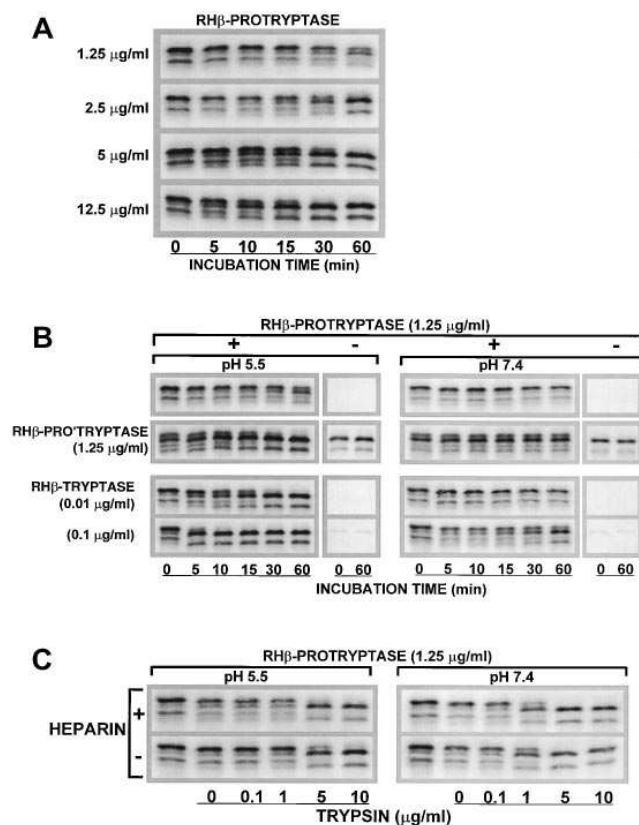 A
RHβ-PROTRYPTASE
1.25 μg/ml
2.5 μg/ml
5 μg/ml
12.5 μg/ml
0 5 10 15 30 60
INCUBATION TIME (min)
B
RHβ-PROTRYPTASE (1.25 μg/ml)
+ - + -
pH 5.5 pH 7.4
RHβ-PRO'TRYPTASE
(1.25 μg/ml)
RHβ-TRYPTASE
(0.01 μg/ml)
(0.1 μg/ml)
0 5 10 15 30 60 0 60 0 5 10 15 30 60 0 60
INCUBATION TIME (min)
C
RHβ-PROTRYPTASE (1.25 μg/ml)
pH 5.5 pH 7.4
HEPARIN
+
-
0 0.1 1 5 10 0 0.1 1 5 10
TRYPSIN (μg/ml)